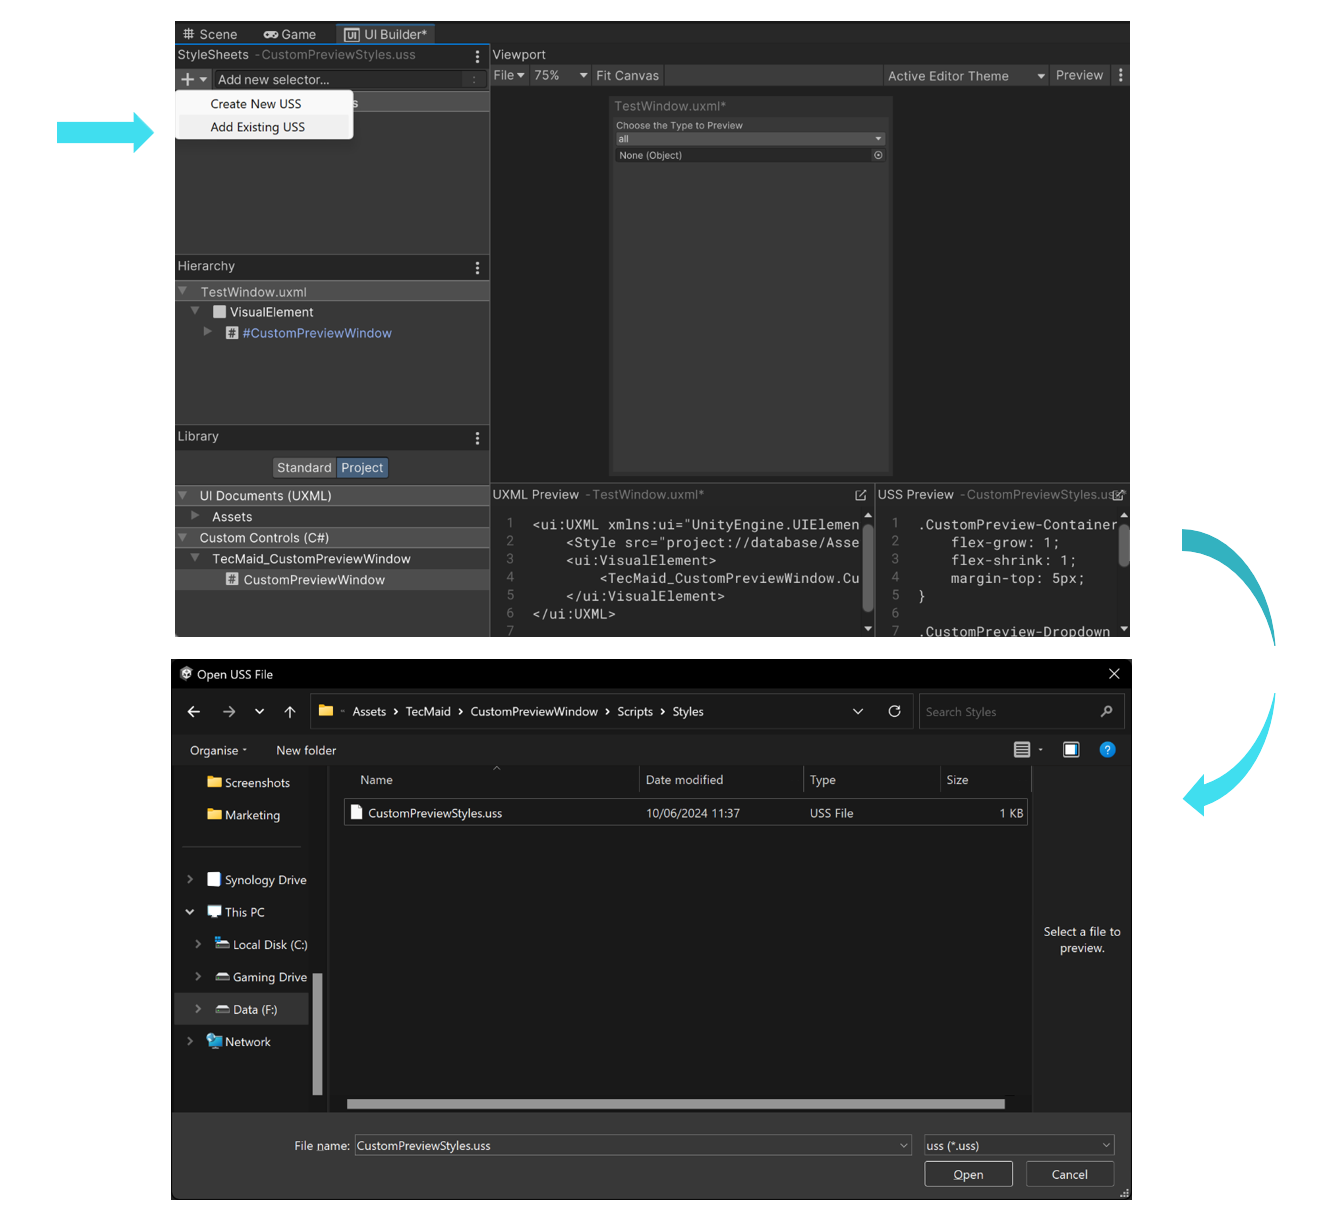 Scene Game UI Builder*
StyleSheets - CustomPreviewStyles.uss
Add new selector...
Create New USS
Add Existing USS
Viewport
File 75% Fit Canvas Active Editor Theme Preview
TestWindow.uxml*
Choose the Type to Preview
all
None (Object)
Hierarchy
TestWindow.uxml
VisualElement
#CustomPreviewWindow
Library
Standard Project
UI Documents (UXML)
Assets
Custom Controls (C#)
TecMaid_CustomPreviewWindow
CustomPreviewWindow
UXML Preview - TestWindow.uxml*
1 <ui:UXML xmlns:ui="UnityEngine.UIElemen
2 <Style src="project://database/Asse
3 <ui:VisualElement>
4 <TecMaid_CustomPreviewWindow.Cu
5 </ui:VisualElement>
6 </ui:UXML>
7
USS Preview - CustomPreviewStyles.uss*
1 .CustomPreview-Container
2 flex-grow: 1;
3 flex-shrink: 1;
4 margin-top: 5px;
5 }
6
7 .CustomPreview-Dropdown
Open USS File
Assets > TecMaid > CustomPreviewWindow > Scripts > Styles
Search Styles
Organise New folder
Screenshots
Marketing
Synology Drive
This PC
Local Disk (C:)
Gaming Drive
Data (F:)
Network
Name Date modified Type Size
CustomPreviewStyles.uss 10/06/2024 11:37 USS File 1 KB
Select a file to
preview.
File name: CustomPreviewStyles.uss uss (*.uss)
Open Cancel